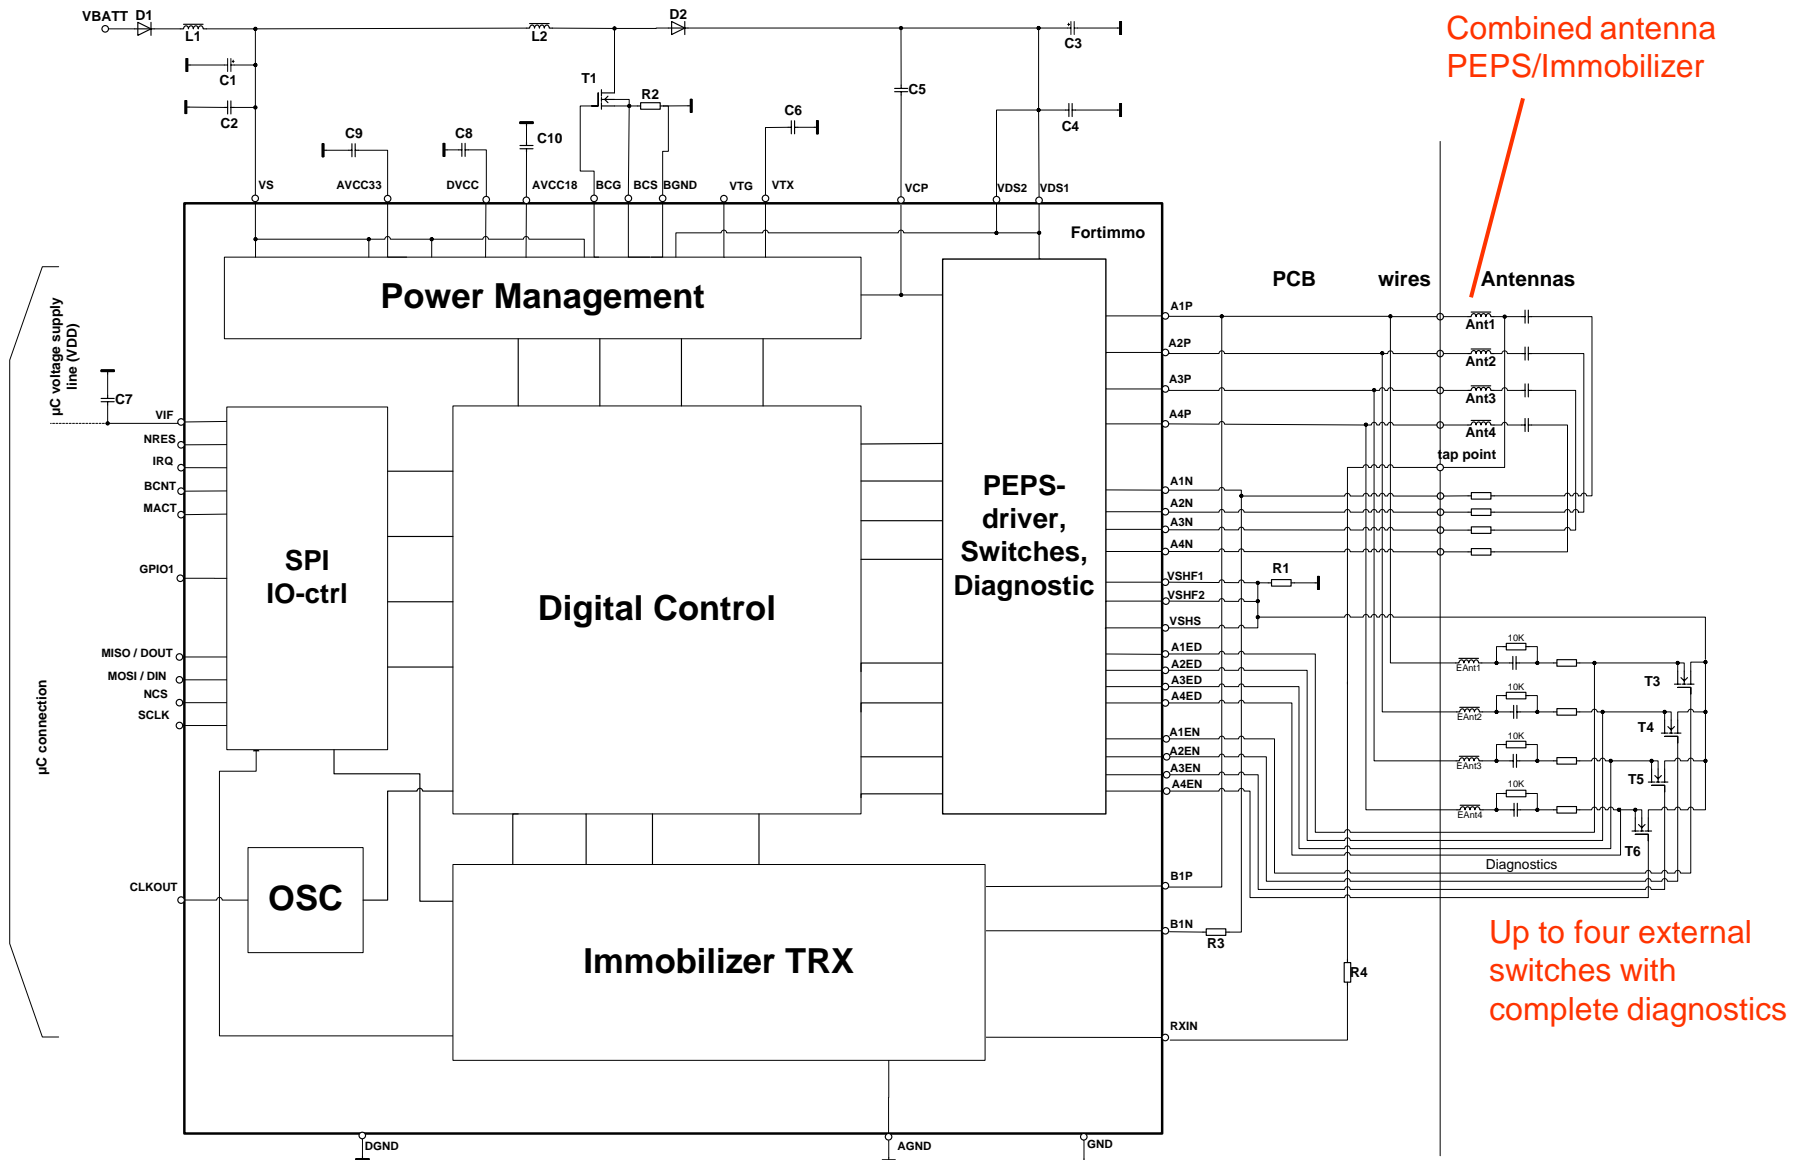 Combined antenna
PEPS/Immobilizer
VBATT
D1
L1
L2
D2
C3
C1
C2
T1
R2
C5
C4
C6
C9
C8
C10
VS
AVCC33
DVCC
AVCC18
BCG
BCS
BGND
VTG
VTX
VCP
VDS2
VDS1
Fortimmo
Power Management
PCB
wires
Antennas
µC voltage supply
line (VDD)
C7
µC connection
VIF
NRES
IRQ
BCNT
MACT
GPIO1
MISO / DOUT
MOSI / DIN
NCS
SCLK
CLKOUT
SPI
IO-ctrl
Digital Control
PEPS-
driver,
Switches,
Diagnostic
OSC
Immobilizer TRX
A1P
A2P
A3P
A4P
Ant1
Ant2
Ant3
Ant4
tap point
A1N
A2N
A3N
A4N
VSHF1
VSHF2
VSHS
R1
A1ED
A2ED
A3ED
A4ED
A1EN
A2EN
A3EN
A4EN
10K
EAnt1
T3
10K
EAnt2
T4
10K
EAnt3
T5
10K
EAnt4
T6
Diagnostics
B1P
B1N
R3
R4
RXIN
Up to four external
switches with
complete diagnostics
DGND
AGND
GND